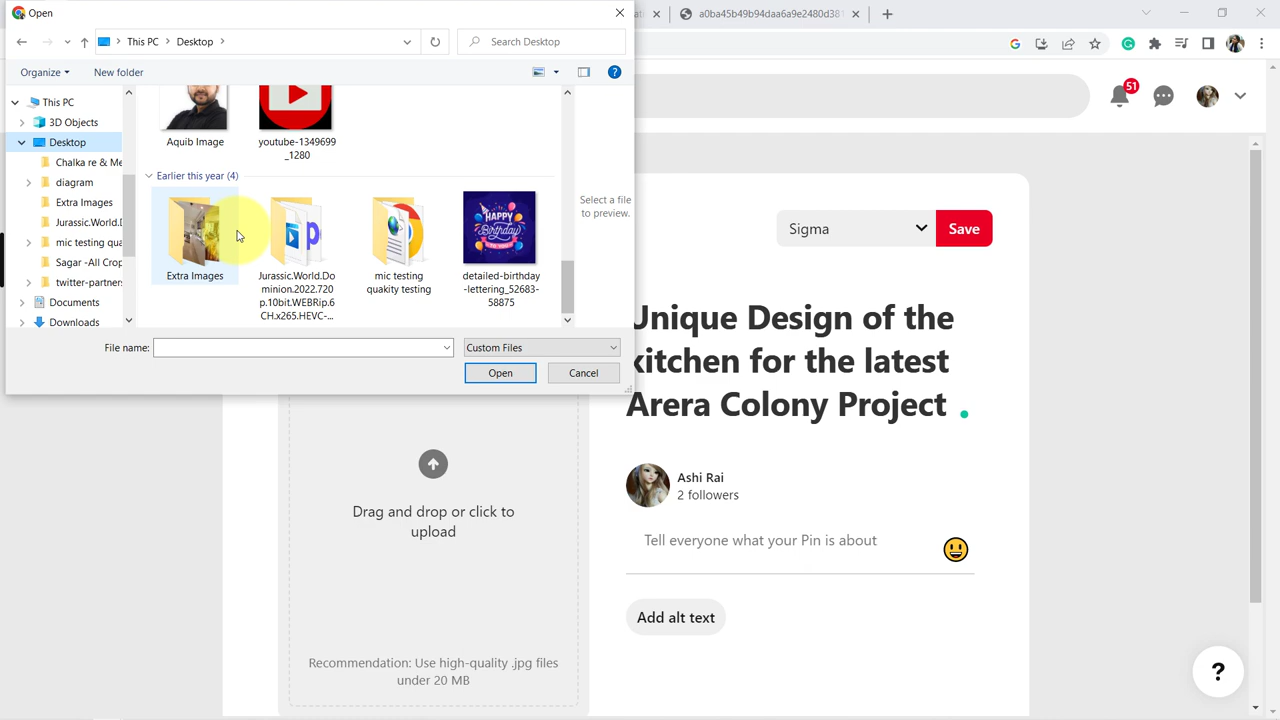 Open
This PC
Desktop
Search Desktop
a0ba45b49b94daa6a9e2480d381
Organize
New folder
This PC
3D Objects
Desktop
Chalka re & Me
diagram
Extra Images
Jurassic.World.D
mic testing qua
Sagar -All Crop
twitter-partner:
Documents
Downloads
Aquib Image
youtube-1349699
_1280
Earlier this year (4)
Extra Images
Jurassic.World.Do
minion.2022.720
p.10bit.WEBRip.6
CH.x265.HEVC-...
mic testing
quakity testing
detailed-birthday
-lettering_52683-
58875
HAPPY
Birthday
Select a file
to preview.
File name:
Custom Files
Open
Cancel
51
Sigma
Save
Unique Design of the
kitchen for the latest
Arera Colony Project .
Ashi Rai
2 followers
Tell everyone what your Pin is about
Add alt text
Drag and drop or click to
upload
Recommendation: Use high-quality .jpg files
under 20 MB
?